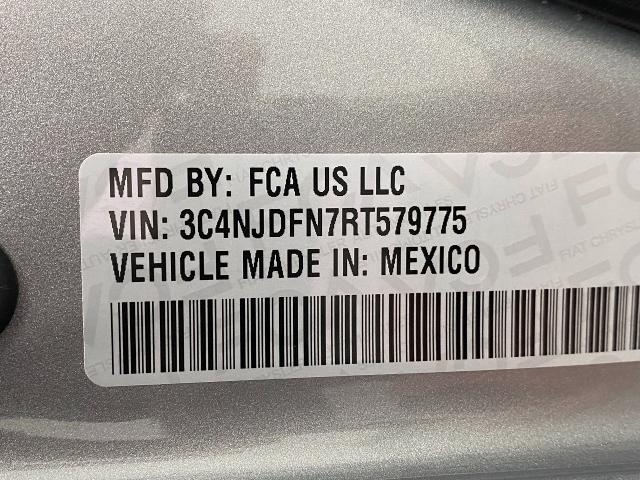 MFD BY: FCA US LLC
VIN: 3C4NJDFN7RT579775
VEHICLE MADE IN: MEXICO